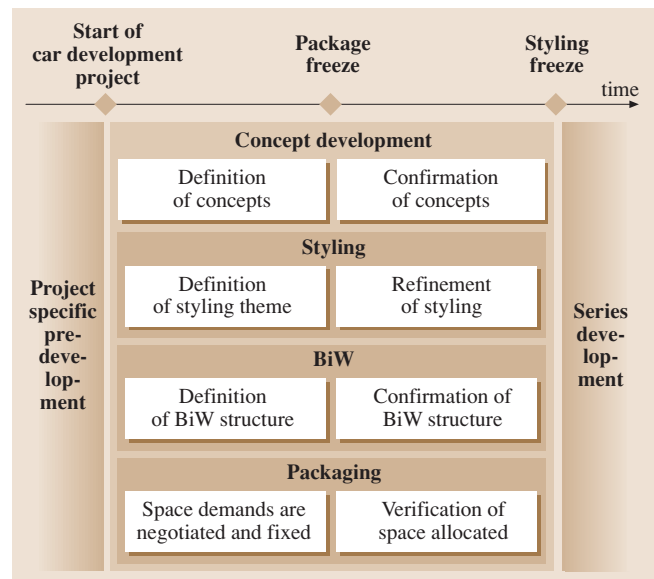 Start of
car development
project
Package
freeze
Styling
freeze
time
Project
specific
pre-
deve-
lop-
ment
Concept development
Definition
of concepts
Confirmation
of concepts
Styling
Definition
of styling theme
Refinement
of styling
BiW
Definition
of BiW structure
Confirmation of
BiW structure
Packaging
Space demands are
negotiated and fixed
Verification of
space allocated
Series
deve-
lop-
ment